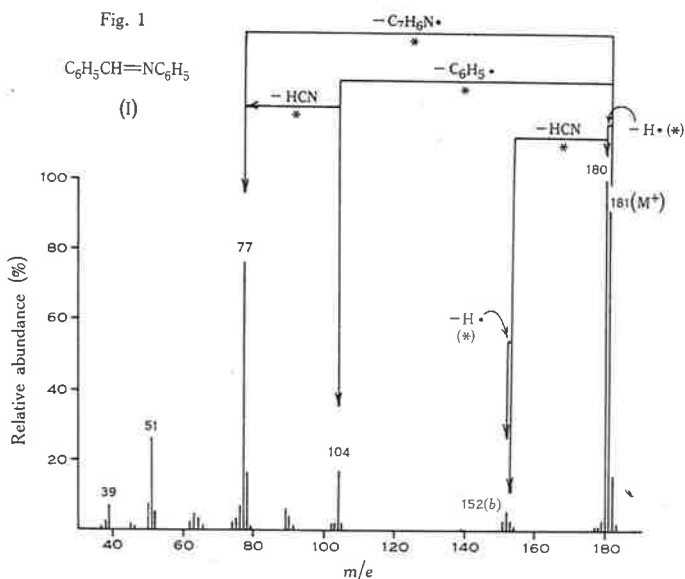 Fig. 1
C₆H₅CH=NC₆H₅
(I)
−C₇H₆N•
*
−C₆H₅•
*
−HCN
*
−HCN
*
−H•(*)
180
181(M⁺)
77
−H•
(*)
51
104
39
152(b)
100
80
60
40
20
Relative abundance (%)
40 60 80 100 120 140 160 180
m/e